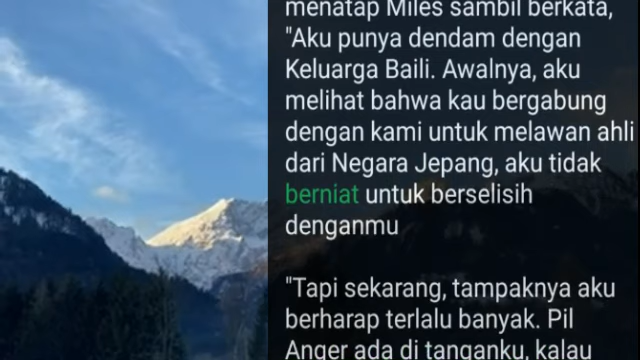 menatap Miles sambil berkata,
"Aku punya dendam dengan
Keluarga Baili. Awalnya, aku
melihat bahwa kau bergabung
dengan kami untuk melawan ahli
dari Negara Jepang, aku tidak
berniat untuk berselisih
denganmu
"Tapi sekarang, tampaknya aku
berharap terlalu banyak. Pil
Anger ada di tanganku, kalau